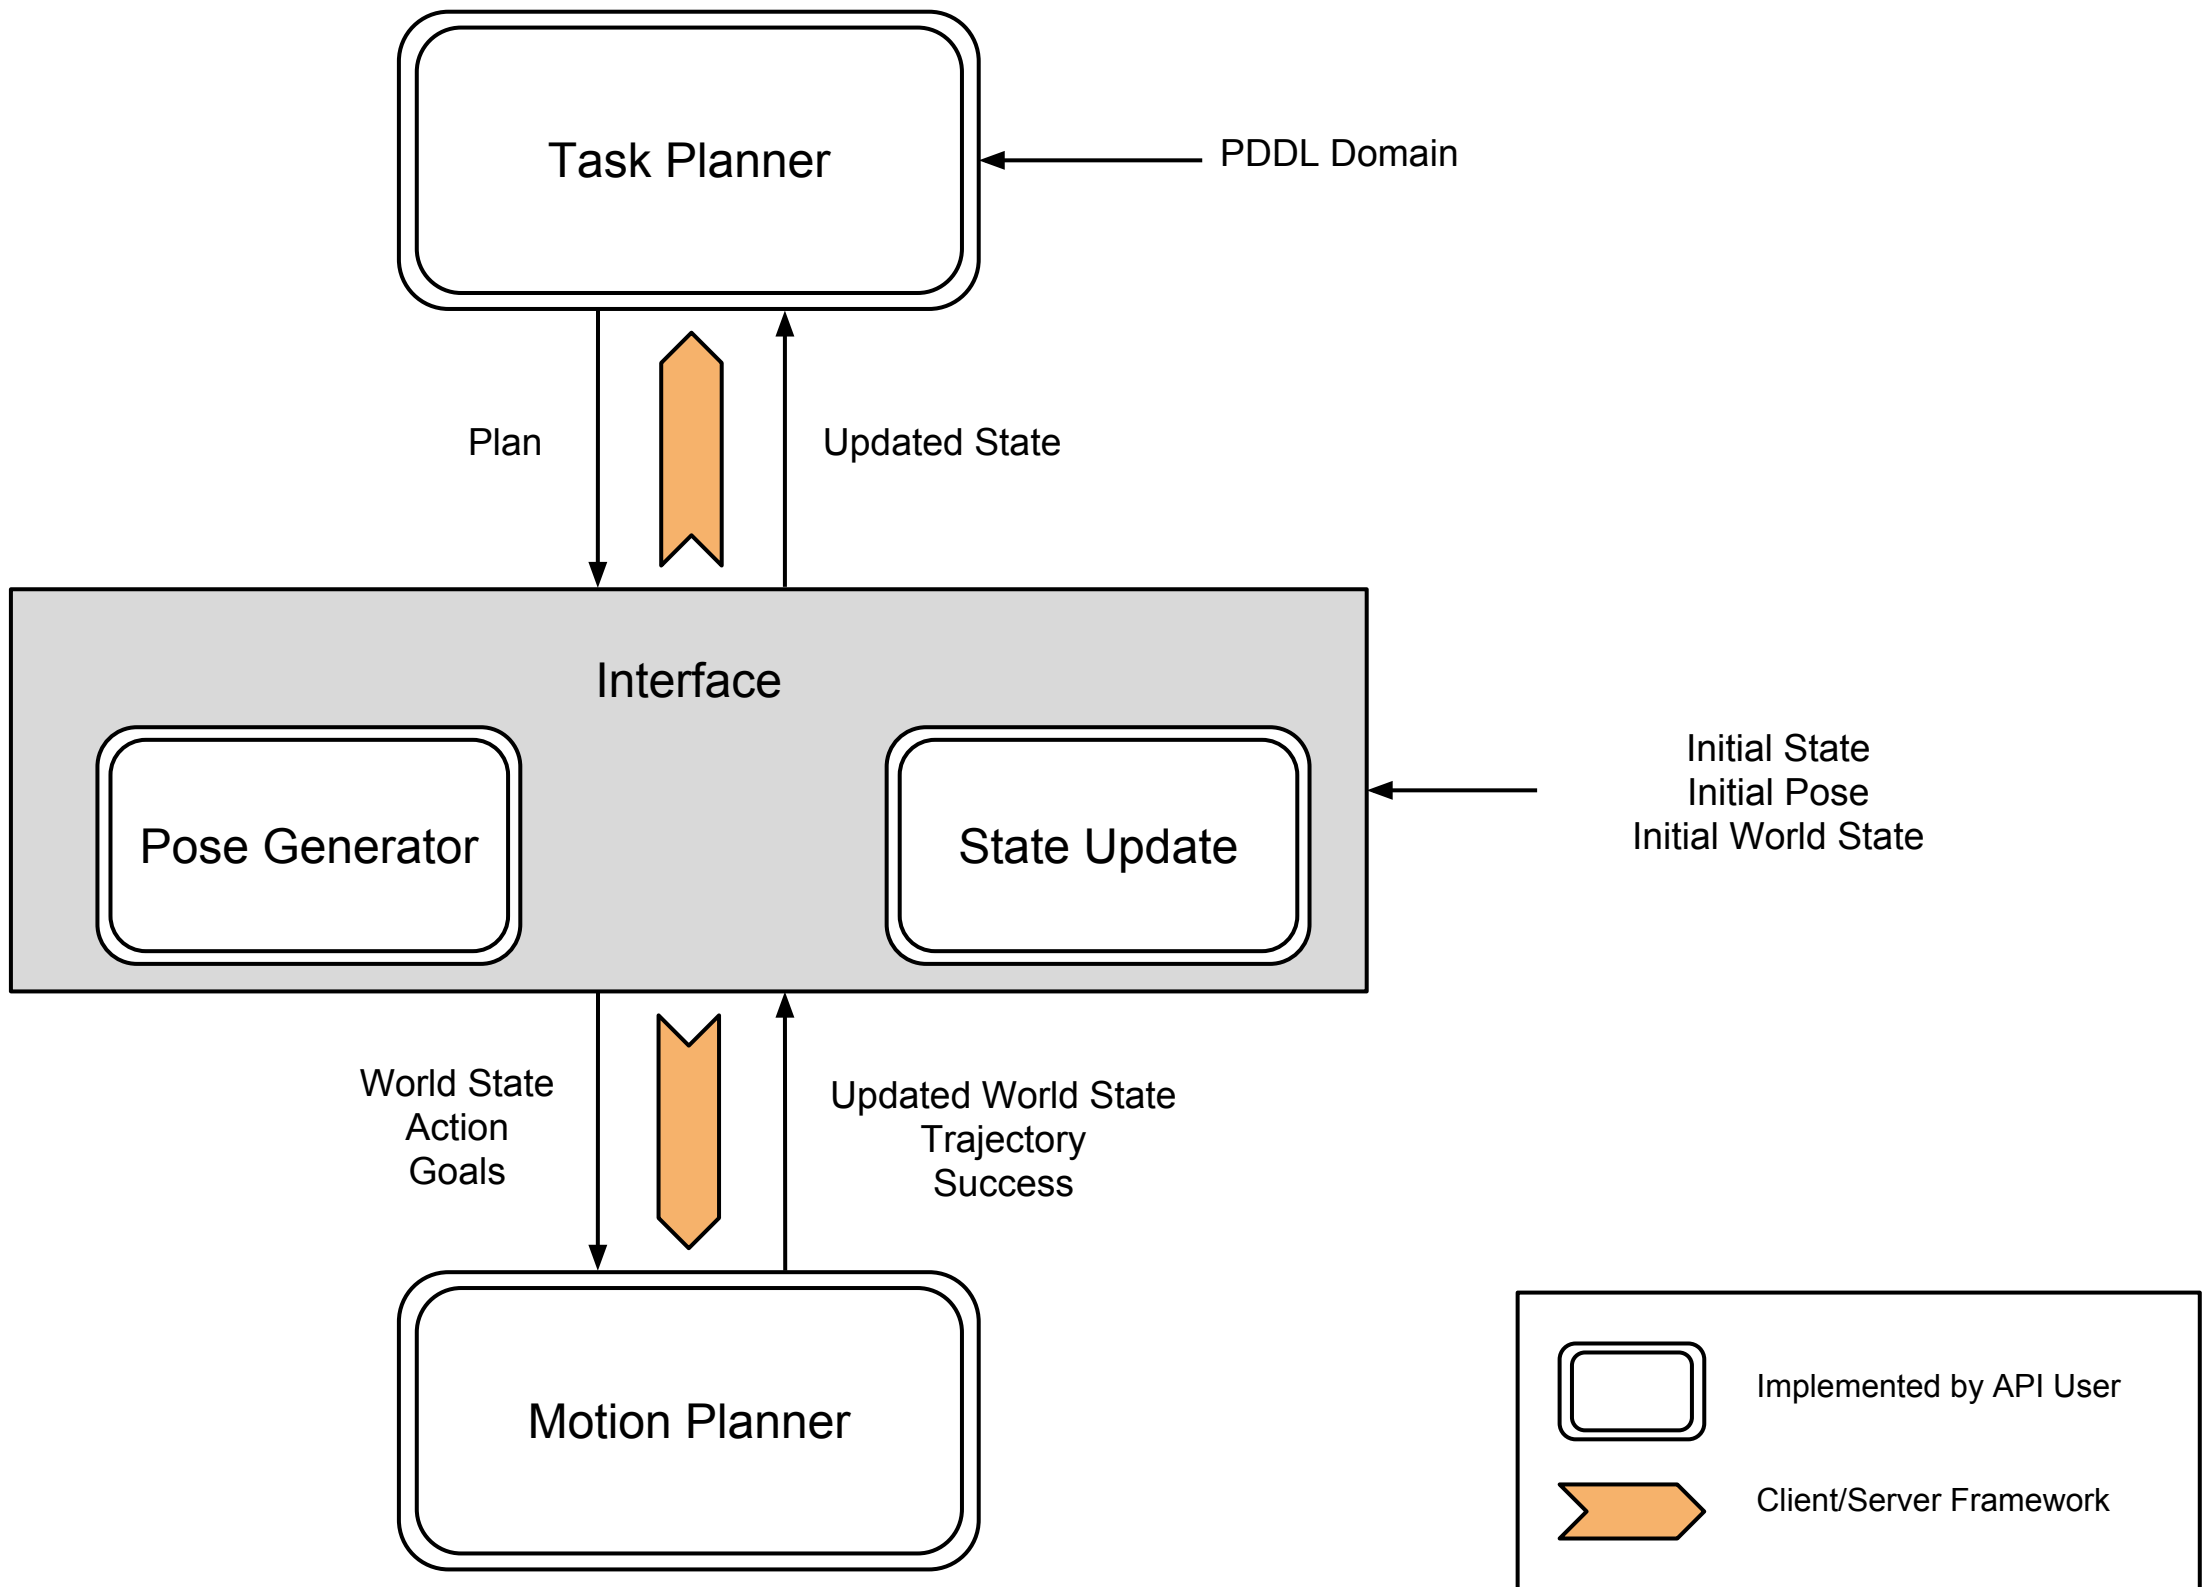 Task Planner
PDDL Domain
Plan
Updated State
Interface
Pose Generator
State Update
Initial State
Initial Pose
Initial World State
World State
Action
Goals
Updated World State
Trajectory
Success
Motion Planner
Implemented by API User
Client/Server Framework